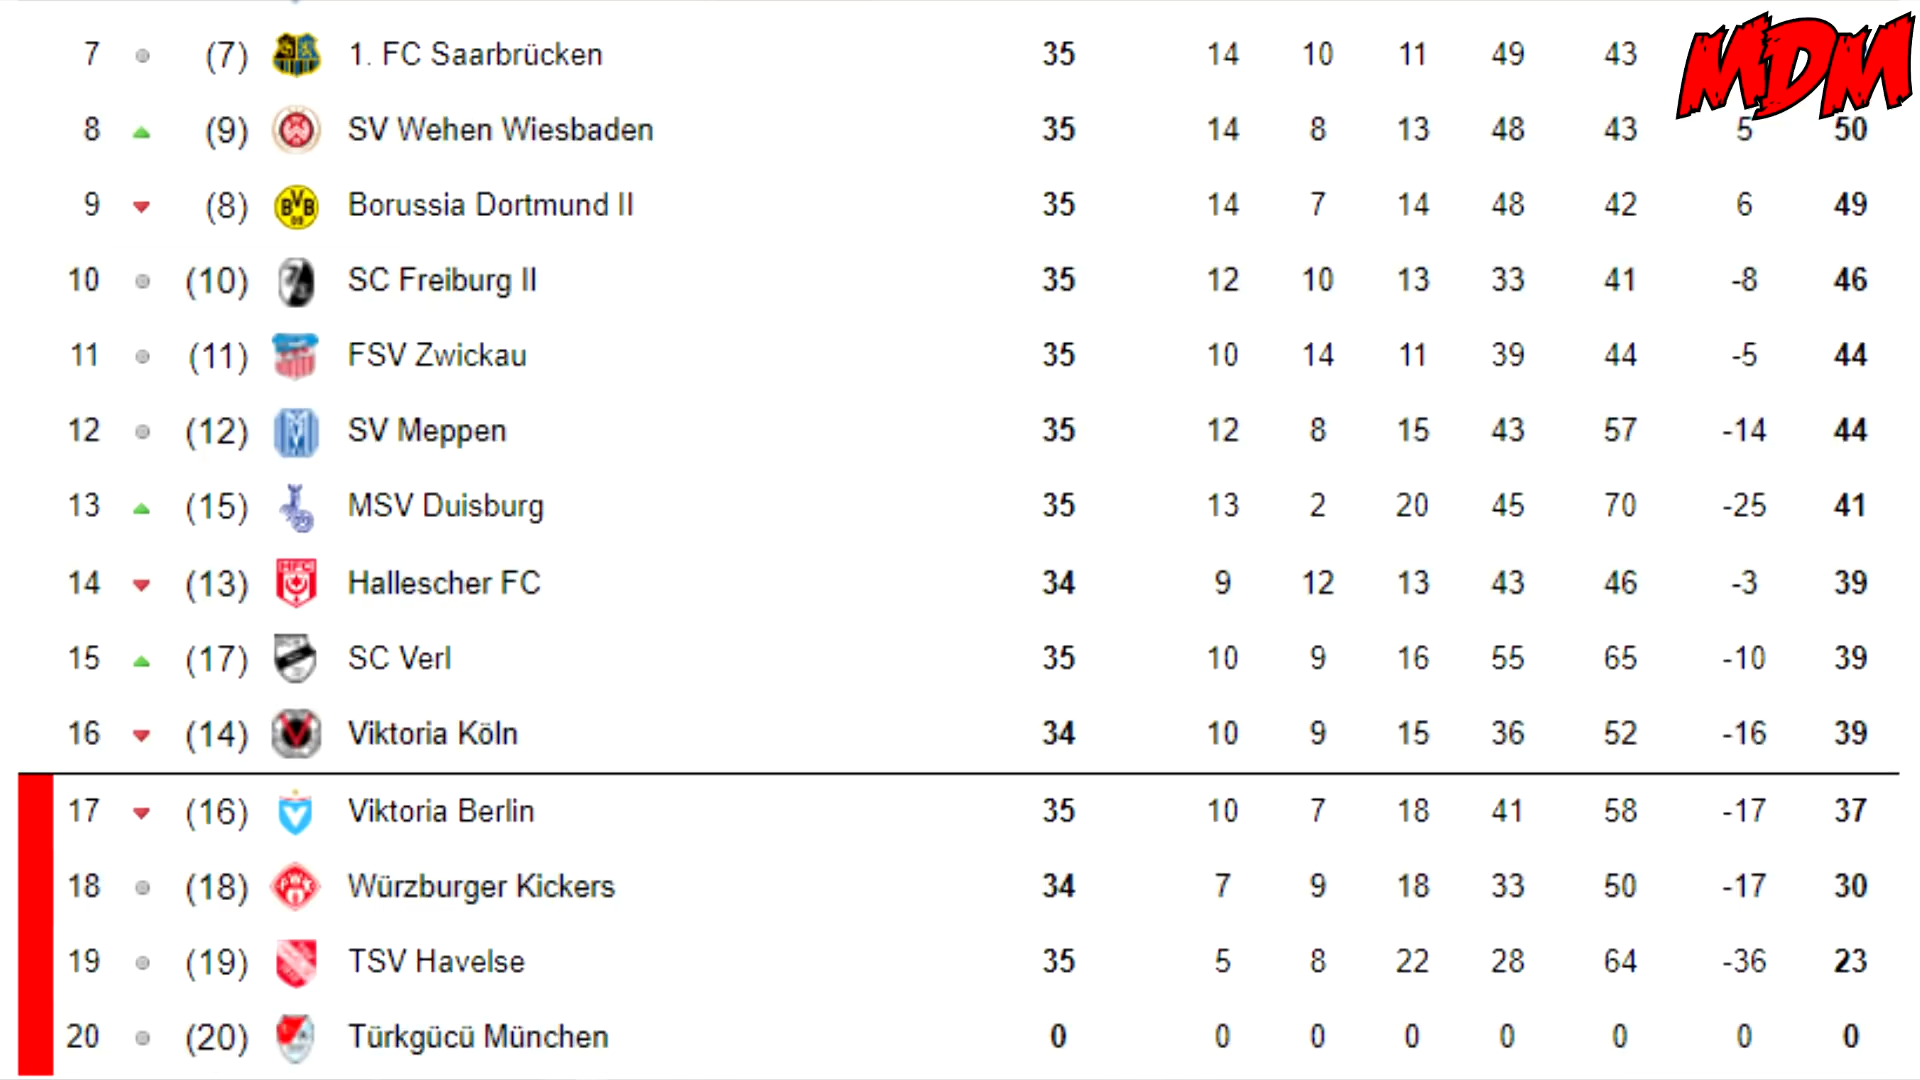 7 (7) 1. FC Saarbrücken 35 14 10 11 49 43
MDM
8 (9) SV Wehen Wiesbaden 35 14 8 13 48 43 5 50
9 (8) Borussia Dortmund II 35 14 7 14 48 42 6 49
10 (10) SC Freiburg II 35 12 10 13 33 41 -8 46
11 (11) FSV Zwickau 35 10 14 11 39 44 -5 44
12 (12) SV Meppen 35 12 8 15 43 57 -14 44
13 (15) MSV Duisburg 35 13 2 20 45 70 -25 41
14 (13) Hallescher FC 34 9 12 13 43 46 -3 39
15 (17) SC Verl 35 10 9 16 55 65 -10 39
16 (14) Viktoria Köln 34 10 9 15 36 52 -16 39
17 (16) Viktoria Berlin 35 10 7 18 41 58 -17 37
18 (18) Würzburger Kickers 34 7 9 18 33 50 -17 30
19 (19) TSV Havelse 35 5 8 22 28 64 -36 23
20 (20) Türkgücü München 0 0 0 0 0 0 0 0